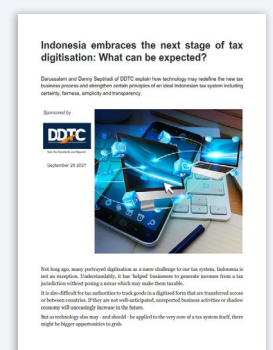 Indonesia embraces the next stage of tax
digitisation: What can be expected?
Darussalam and Danny Septriadi of DDTC explain how technology may redefine the new tax
business process and strengthen certain principles of an ideal Indonesian tax system including
certainty, fairness, simplicity and transparency.
Sponsored by
DDTC
September 20 2021
Not long ago, many portrayed digitisation as a mere challenge to our tax system. Indonesia is
not an exception. Understandably, it has 'helped' businesses to generate incomes from a tax
jurisdiction without posing a nexus which may make them taxable.
It is also difficult for tax authorities to track goods in a digitised form that are transferred across
or between countries. If they are not well-anticipated, unreported business activities or shadow
economy will unceasingly increase in the future.
But as technology also may - and should - be applied to the very core of a tax system itself, there
might be bigger opportunities to grab.